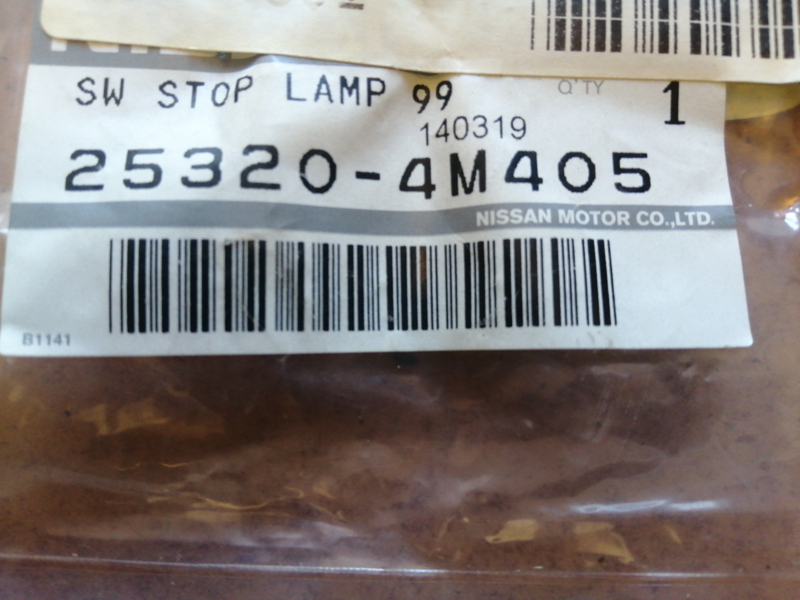 SW STOP LAMP 99
Q'TY 1
140319
25320-4M405
NISSAN MOTOR CO.,LTD.
B1141